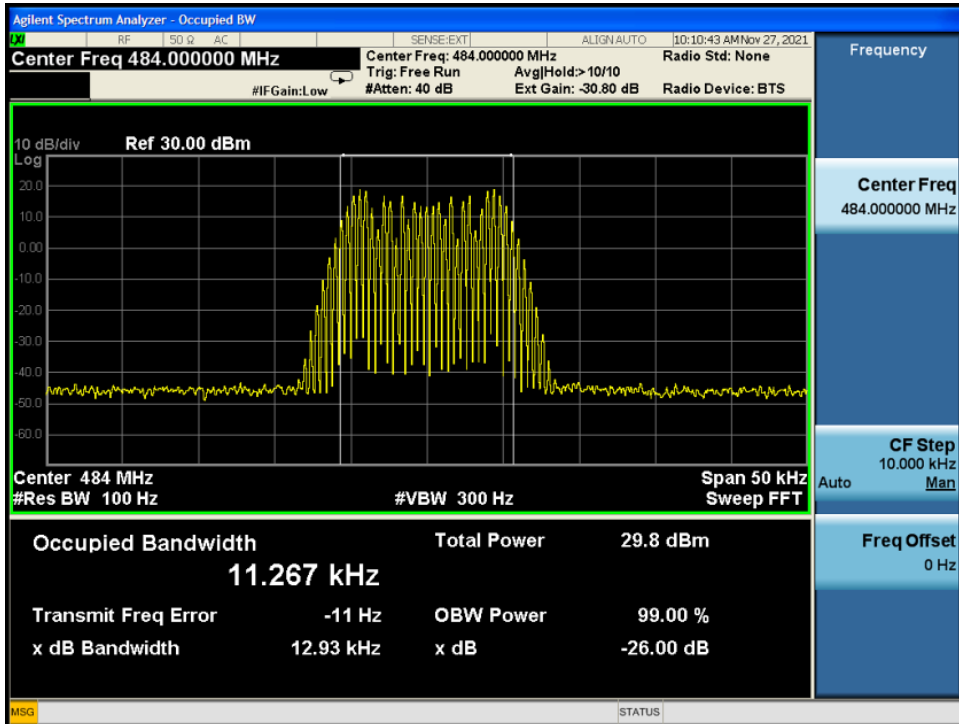 Agilent Spectrum Analyzer - Occupied BW
LXI RF 50 Ω AC SENSE:EXT ALIGN AUTO 10:10:43 AM Nov 27, 2021
Center Freq 484.000000 MHz
Center Freq: 484.000000 MHz Radio Std: None
Trig: Free Run Avg|Hold:>10/10
#IFGain:Low #Atten: 40 dB Ext Gain: -30.80 dB Radio Device: BTS
10 dB/div Ref 30.00 dBm
Log
20.0
10.0
0.00
-10.0
-20.0
-30.0
-40.0
-50.0
-60.0
Center 484 MHz Span 50 kHz
#Res BW 100 Hz #VBW 300 Hz Sweep FFT
Occupied Bandwidth Total Power 29.8 dBm
11.267 kHz
Transmit Freq Error -11 Hz OBW Power 99.00 %
x dB Bandwidth 12.93 kHz x dB -26.00 dB
Frequency
Center Freq
484.000000 MHz
CF Step
10.000 kHz
Auto Man
Freq Offset
0 Hz
MSG STATUS